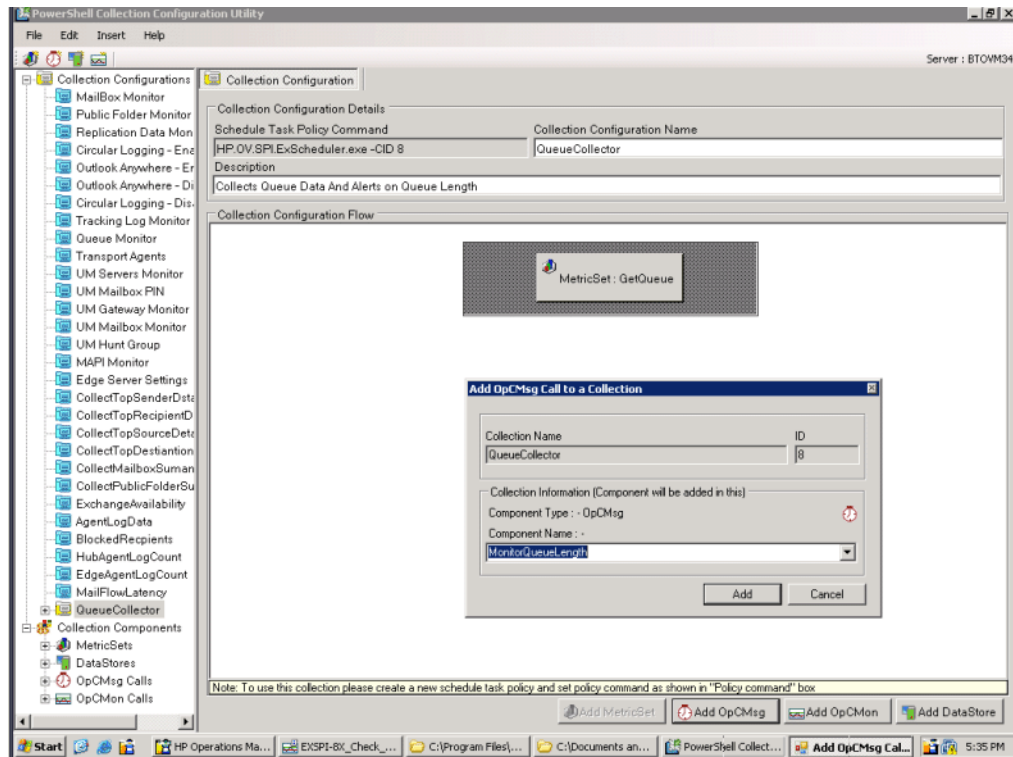 PowerShell Collection Configuration Utility
File Edit Insert Help
Server : BTOVM34
Collection Configurations
MailBox Monitor
Public Folder Monitor
Replication Data Mon
Circular Logging - Ena
Outlook Anywhere - Er
Outlook Anywhere - Di
Circular Logging - Dis
Tracking Log Monitor
Queue Monitor
Transport Agents
UM Servers Monitor
UM Mailbox PIN
UM Gateway Monitor
UM Mailbox Monitor
UM Hunt Group
MAPI Monitor
Edge Server Settings
CollectTopSenderDsta
CollectTopRecipientD
CollectTopSourceDeta
CollectTopDestiantion
CollectMailboxSuman
CollectPublicFolderSu
ExchangeAvailability
AgentLogData
BlockedRecpients
HubAgentLogCount
EdgeAgentLogCount
MailFlowLatency
QueueCollector
Collection Components
MetricSets
DataStores
OpCMsg Calls
OpCMon Calls
Collection Configuration
Collection Configuration Details
Schedule Task Policy Command
Collection Configuration Name
HP.OV.SPI.ExScheduler.exe -CID 8
QueueCollector
Description
Collects Queue Data And Alerts on Queue Length
Collection Configuration Flow
MetricSet : GetQueue
Add OpCMsg Call to a Collection
Collection Name
ID
QueueCollector
8
Collection Information (Component will be added in this)
Component Type : - OpCMsg
Component Name : -
MonitorQueueLength
Add
Cancel
Note: To use this collection please create a new schedule task policy and set policy command as shown in "Policy command" box
Add MetricSet
Add OpCMsg
Add OpCMon
Add DataStore
Start
HP Operations Ma...
EXSPI-8X_Check_...
C:\Program Files\...
C:\Documents an...
PowerShell Collect...
Add OpCMsg Cal...
5:35 PM